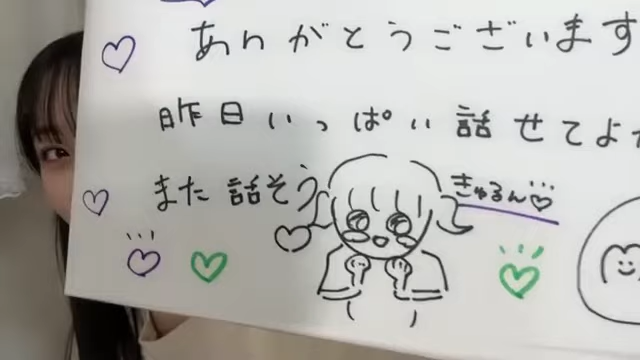 ありがとうございます
昨日いっぱい話せてよ
また話そう
きゅるん♡